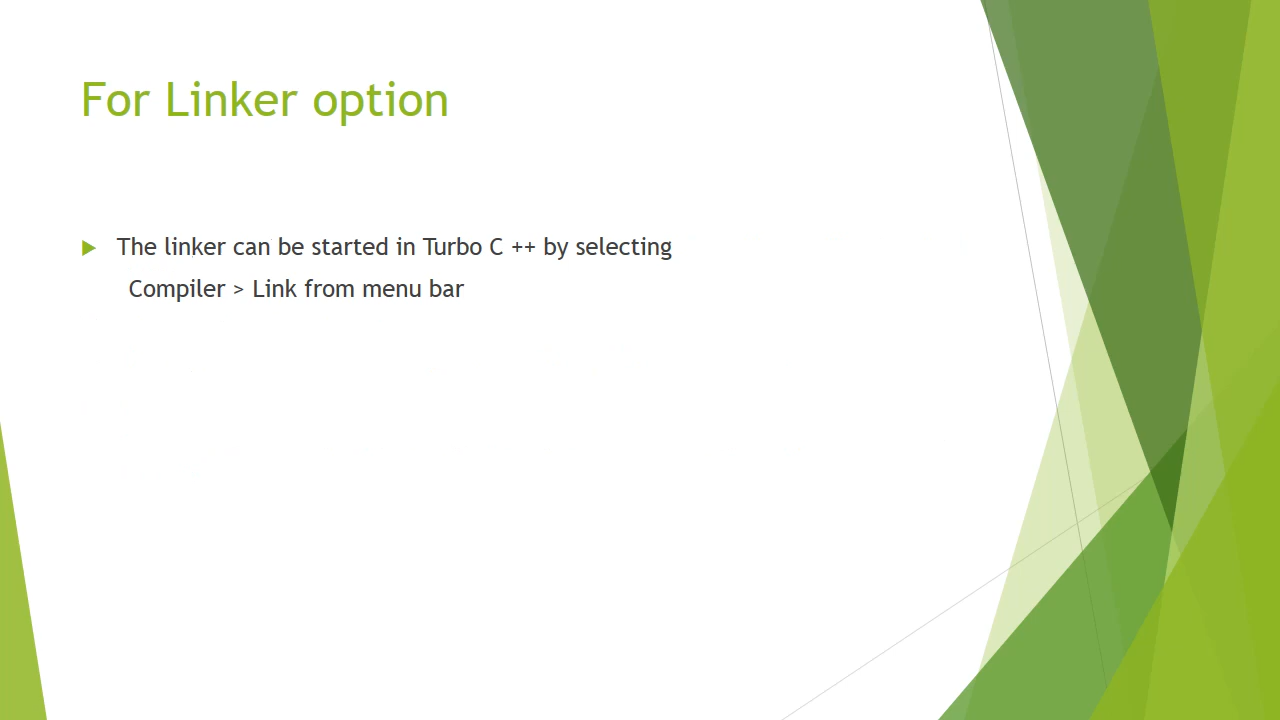 For Linker option
The linker can be started in Turbo C ++ by selecting
Compiler > Link from menu bar